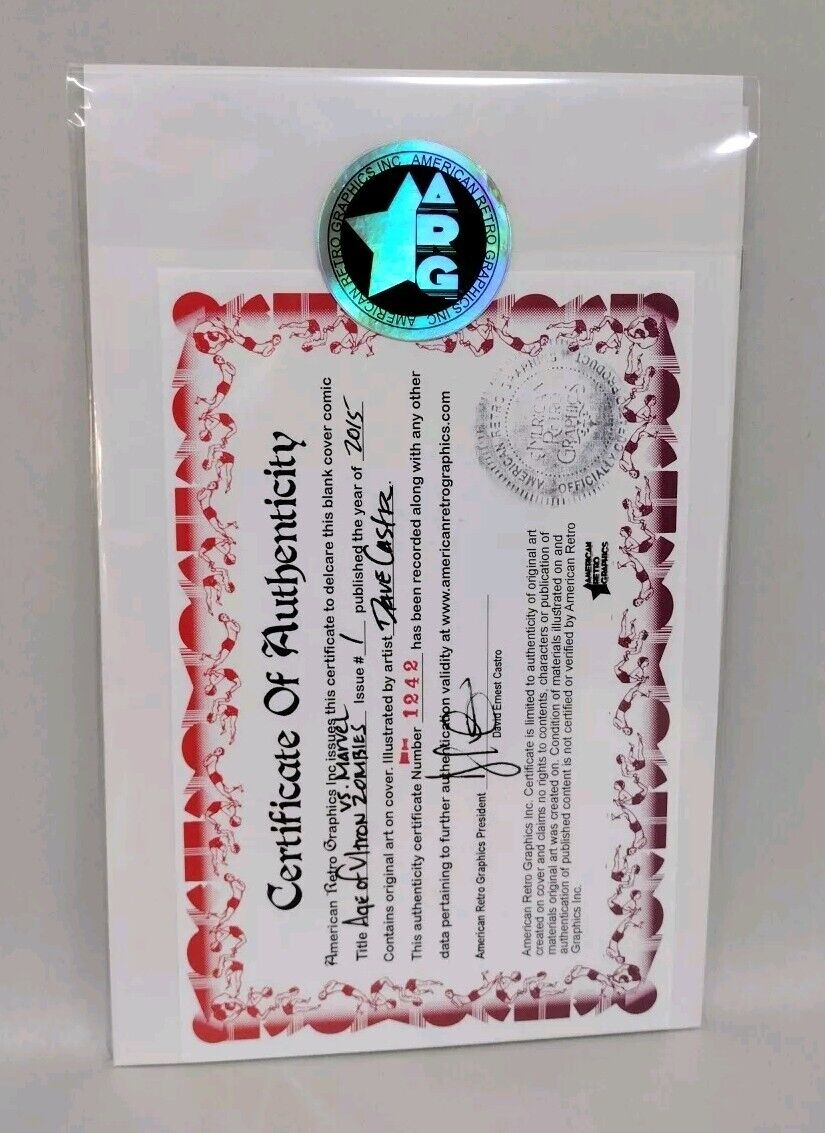 AMERICAN RETRO GRAPHICS INC. AMERICAN RETRO GRAPHICS INC.
ARG
Certificate Of Authenticity
American Retro Graphics Inc issues this certificate to delcare this blank cover comic
Title Age of Ultron vs. Marvel Zombies Issue # 1 published the year of 2015
Contains original art on cover. Illustrated by artist Dave Castr
This authenticity certificate Number 1242 has been recorded along with any other
data pertaining to further authentication validity at www.americanretrographics.com
American Retro Graphics President
David Ernest Castro
American Retro Graphics Inc. Certificate is limited to authenticity of original art
created on cover and claims no rights to contents, characters or publication of
materials original art was created on. Condition of materials illustrated on and
authentication of published content is not certified or verified by American Retro
Graphics Inc.
AMERICAN
RETRO
GRAPHICS
AMERICAN
RETRO
GRAPHICS